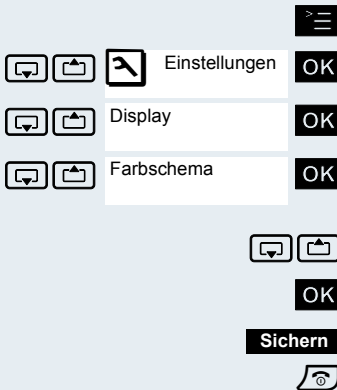 Einstellungen OK
Display OK
Farbschema OK
OK
Sichern